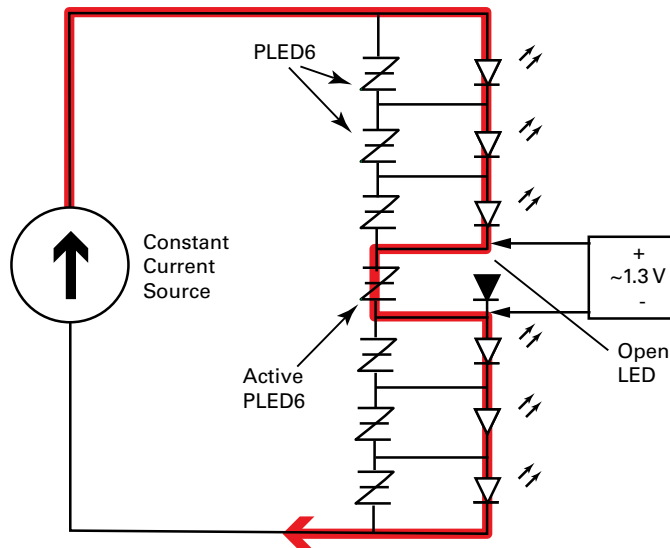 PLED6
Constant
Current
Source
+
~1.3 V
-
Open
LED
Active
PLED6